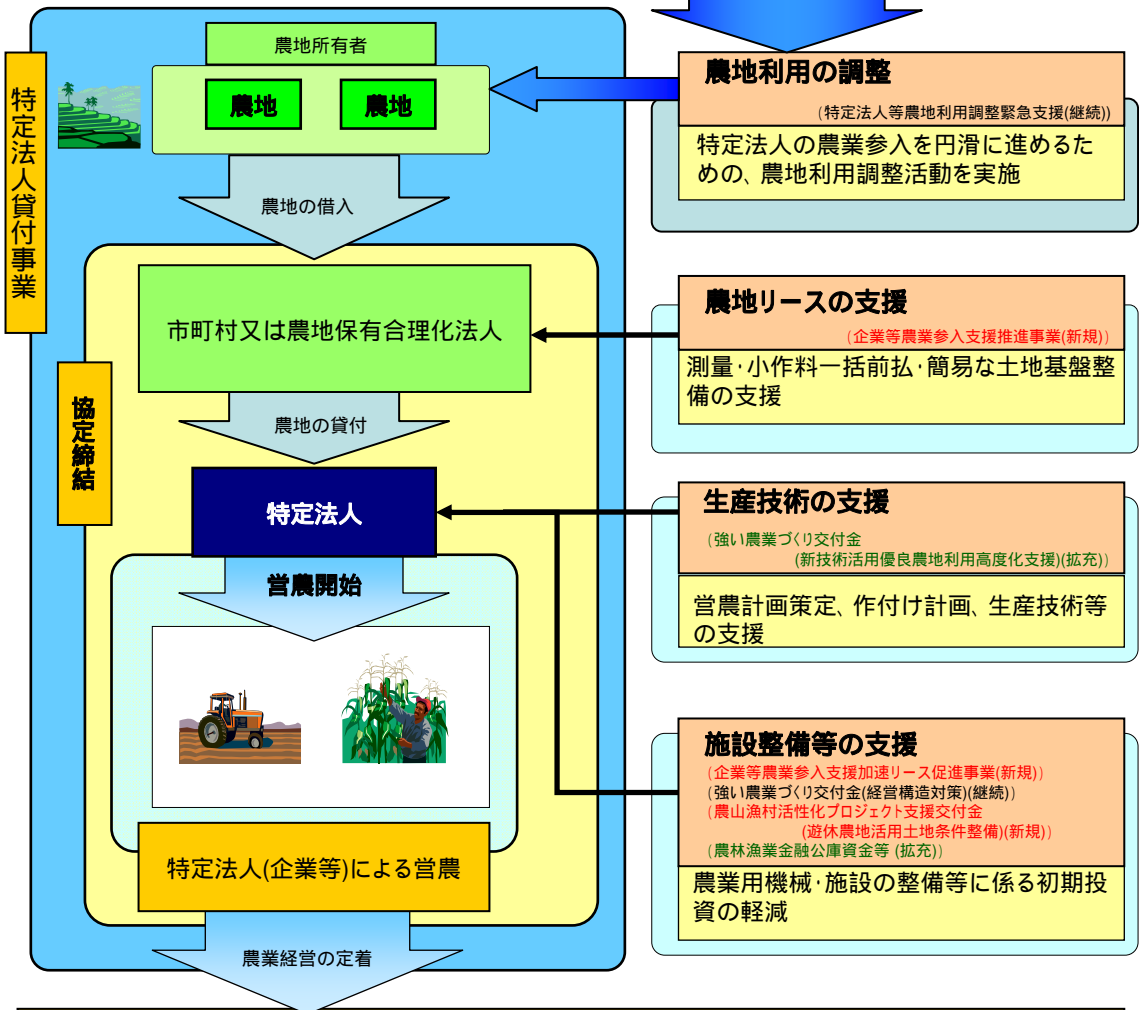 特定法人貸付事業
農地所有者
農地
農地
農地の借入
市町村又は農地保有合理化法人
農地の貸付
協定締結
特定法人
営農開始
特定法人(企業等)による営農
農業経営の定着
農地利用の調整
(特定法人等農地利用調整緊急支援(継続))
特定法人の農業参入を円滑に進めるた
めの、農地利用調整活動を実施
農地リースの支援
(企業等農業参入支援推進事業(新規))
測量･小作料一括前払･簡易な土地基盤整
備の支援
生産技術の支援
(強い農業づくり交付金
(新技術活用優良農地利用高度化支援)(拡充))
営農計画策定、作付け計画、生産技術等
の支援
施設整備等の支援
(企業等農業参入支援加速リース促進事業(新規))
(強い農業づくり交付金(経営構造対策)(継続))
(農山漁村活性化プロジェクト支援交付金
(遊休農地活用土地条件整備)(新規))
(農林漁業金融公庫資金等 (拡充))
農業用機械･施設の整備等に係る初期投
資の軽減